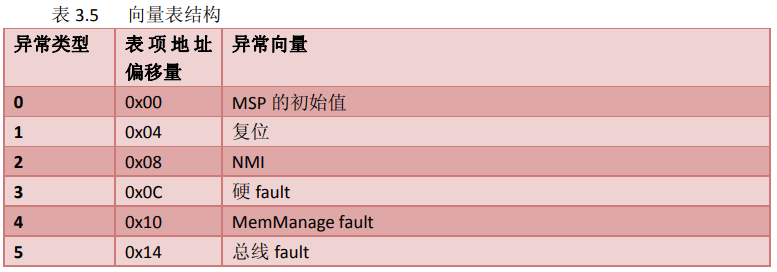 表 3.5 向量表结构
异常类型 表项地址 异常向量
偏移量
0 0x00 MSP 的初始值
1 0x04 复位
2 0x08 NMI
3 0x0C 硬 fault
4 0x10 MemManage fault
5 0x14 总线 fault